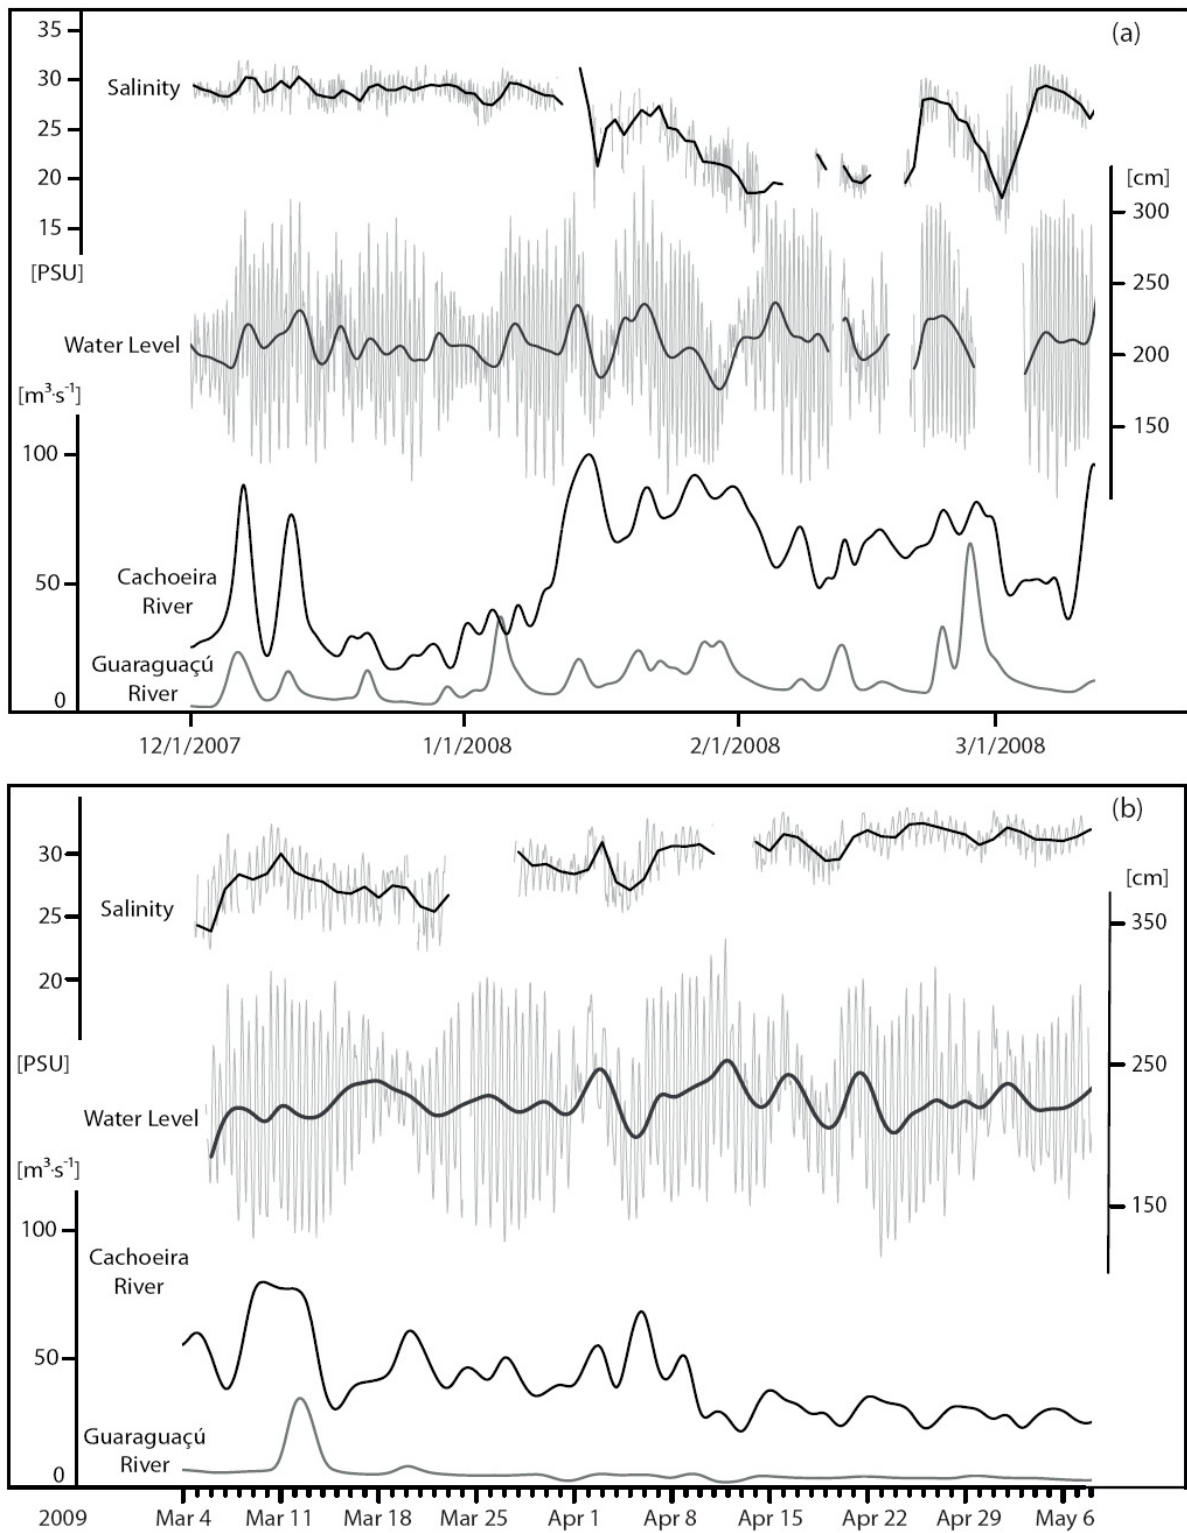 (a)
35
30
Salinity
25
20
[cm]
15
300
[PSU]
250
Water Level
200
[m³·s⁻¹]
150
100
50
Cachoeira
River
Guaraguaçú
River
0
12/1/2007 1/1/2008 2/1/2008 3/1/2008
(b)
30
[cm]
Salinity
25
350
20
[PSU]
250
Water Level
[m³·s⁻¹]
150
100
Cachoeira
River
50
Guaraguaçú
River
0
2009 Mar 4 Mar 11 Mar 18 Mar 25 Apr 1 Apr 8 Apr 15 Apr 22 Apr 29 May 6